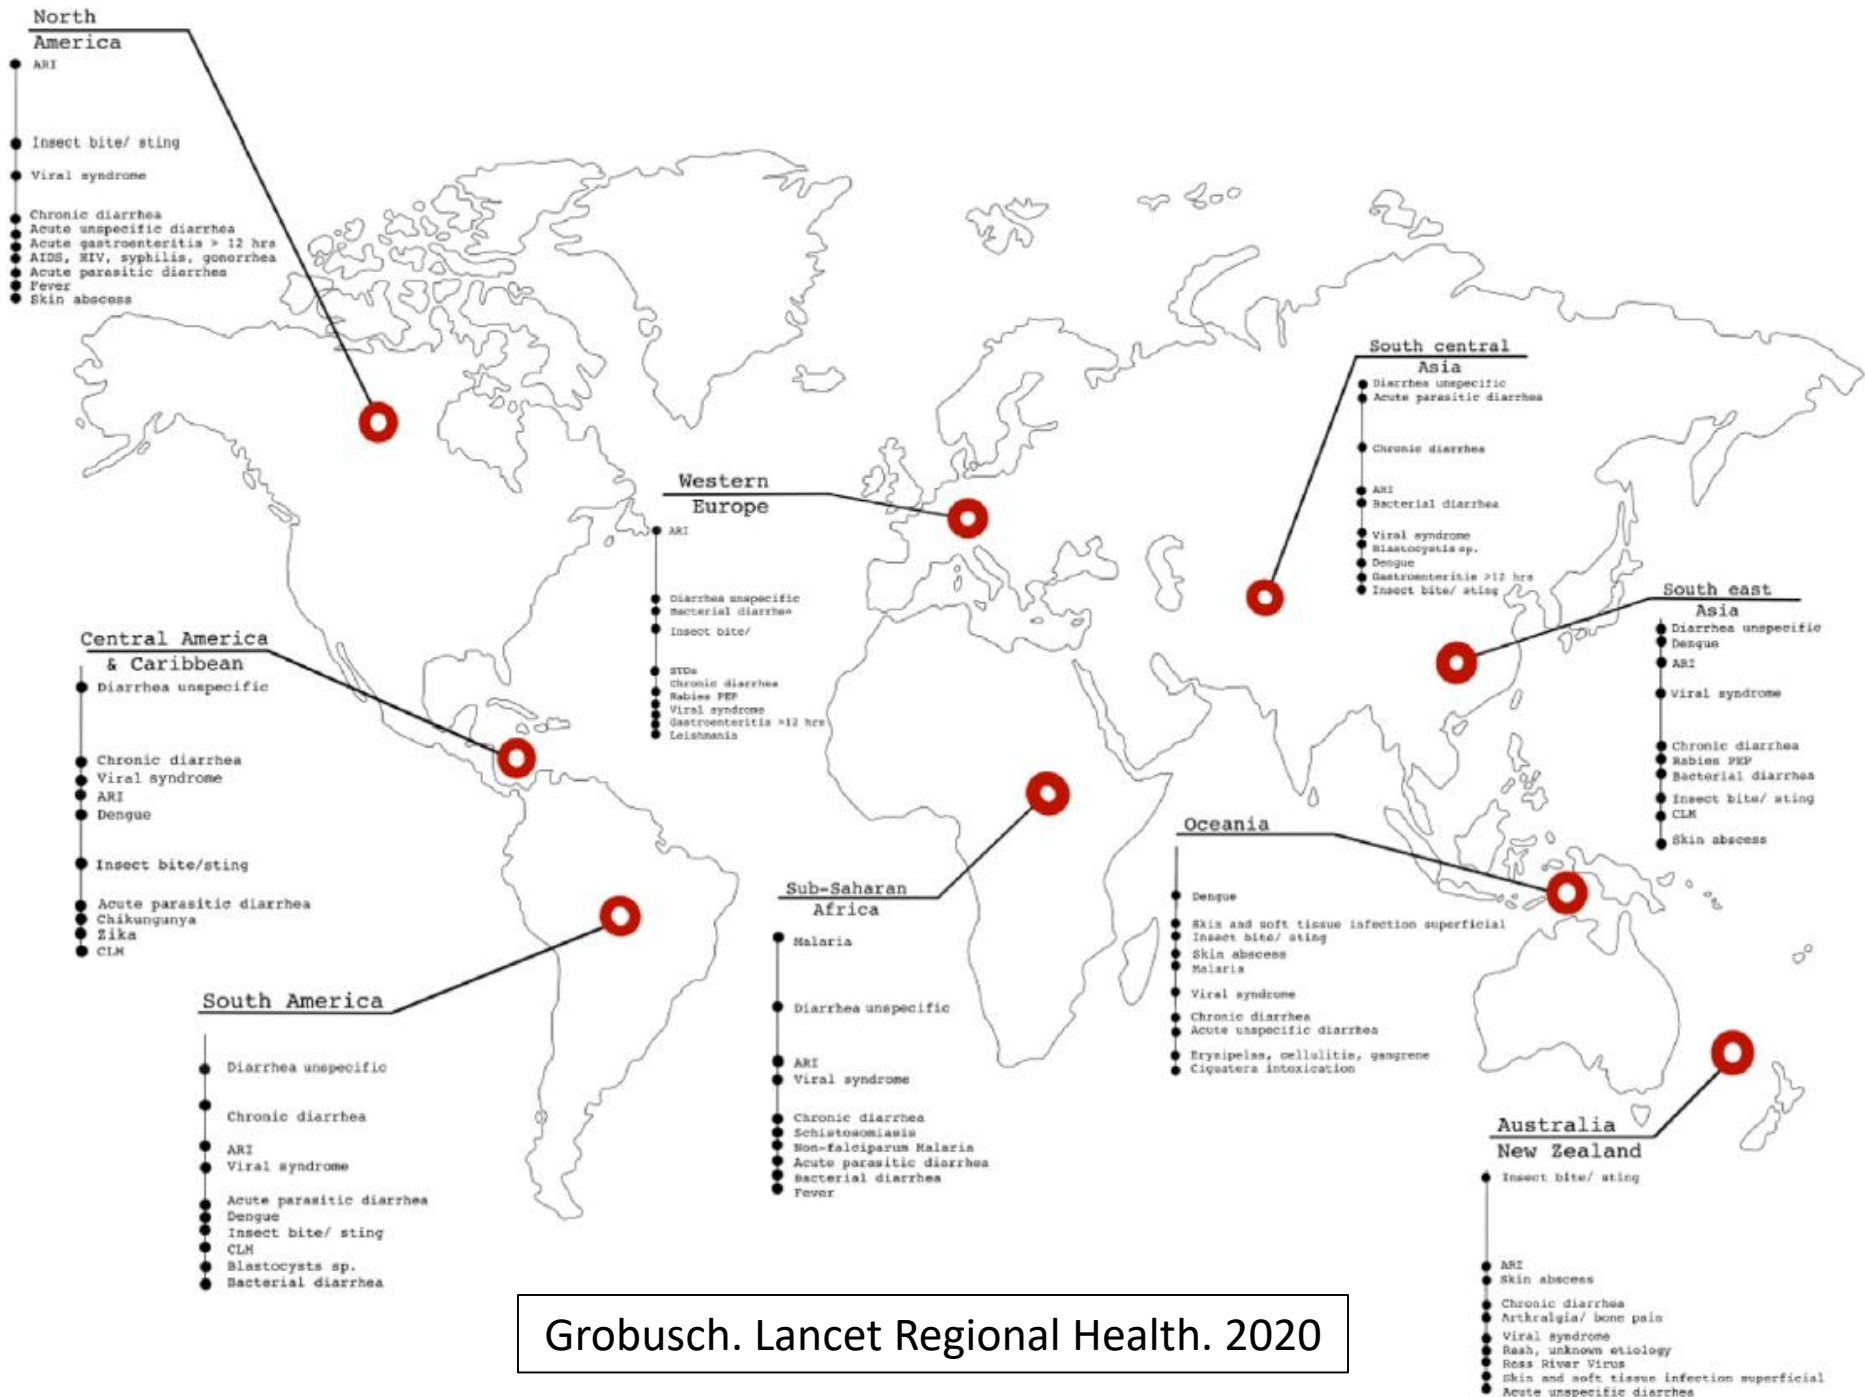 North
America
ARI
Insect bite/ sting
Viral syndrome
Chronic diarrhea
Acute unspecific diarrhea
Acute gastroenteritis > 12 hrs
AIDS, HIV, syphilis, gonorrhea
Acute parasitic diarrhea
Fever
Skin abscess
South central
Asia
Diarrhea unspecific
Acute parasitic diarrhea
Chronic diarrhea
ARI
Bacterial diarrhea
Viral syndrome
Blastocystis sp.
Dengue
Gastroenteritis >12 hrs
Insect bite/ sting
Western
Europe
ARI
Diarrhea unspecific
Bacterial diarrhea
Insect bite/
STDs
Chronic diarrhea
Rabies PEP
Viral syndrome
Gastroenteritis >12 hrs
Leishmania
South east
Asia
Diarrhea unspecific
Dengue
ARI
Viral syndrome
Chronic diarrhea
Rabies PEP
Bacterial diarrhea
Insect bite/ sting
CLM
Skin abscess
Central America
& Caribbean
Diarrhea unspecific
Chronic diarrhea
Viral syndrome
ARI
Dengue
Insect bite/sting
Acute parasitic diarrhea
Chikungunya
Zika
CLM
Oceania
Dengue
Skin and soft tissue infection superficial
Insect bite/ sting
Skin abscess
Malaria
Viral syndrome
Chronic diarrhea
Acute unspecific diarrhea
Erysipelas, cellulitis, gangrene
Ciguatera intoxication
Sub-Saharan
Africa
Malaria
Diarrhea unspecific
ARI
Viral syndrome
Chronic diarrhea
Schistosomiasis
Non-falciparum Malaria
Acute parasitic diarrhea
Bacterial diarrhea
Fever
South America
Diarrhea unspecific
Chronic diarrhea
ARI
Viral syndrome
Acute parasitic diarrhea
Dengue
Insect bite/ sting
CLM
Blastocysts sp.
Bacterial diarrhea
Australia
New Zealand
Insect bite/ sting
ARI
Skin abscess
Chronic diarrhea
Arthralgia/ bone pain
Viral syndrome
Rash, unknown etiology
Ross River Virus
Skin and soft tissue infection superficial
Acute unspecific diarrhea
Grobusch. Lancet Regional Health. 2020